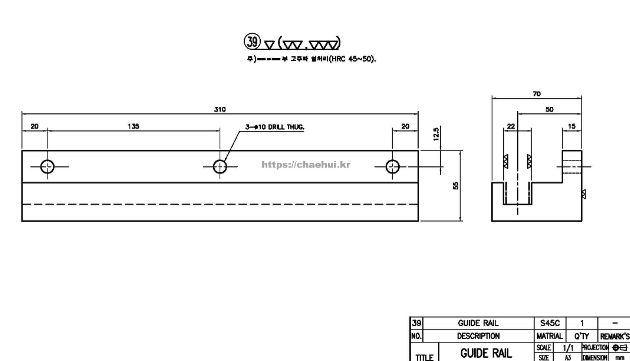 39 ( , )
주) 부 고주파 열처리(HRC 45~50).
70
310
50
20
135
3-ø10 DRILL THUG.
20
12.5
22
15
https://chaehui.kr
55
39 GUIDE RAIL S45C 1 -
NO. DESCRIPTION MATRIAL Q'TY REMARK'S
TITLE GUIDE RAIL SCALE 1/1 PROJECTION
SIZE A3 DIMENSION mm